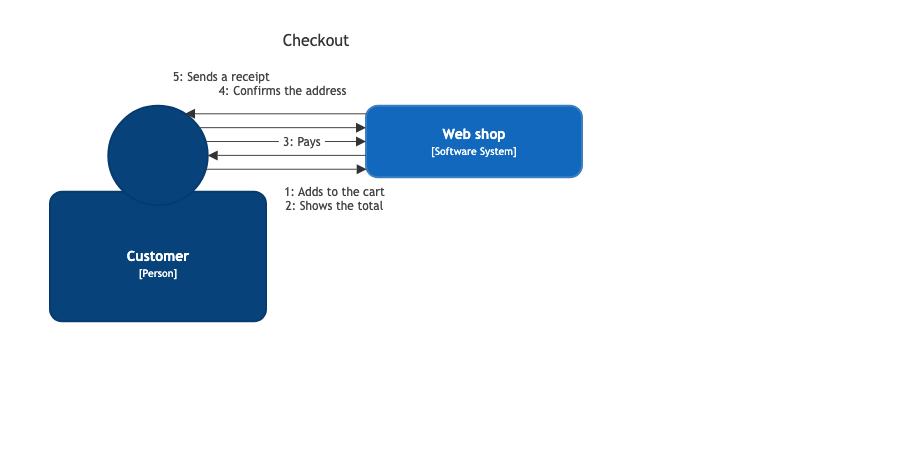 Checkout
5: Sends a receipt
4: Confirms the address
Web shop
[Software System]
3: Pays
1: Adds to the cart
2: Shows the total
Customer
[Person]